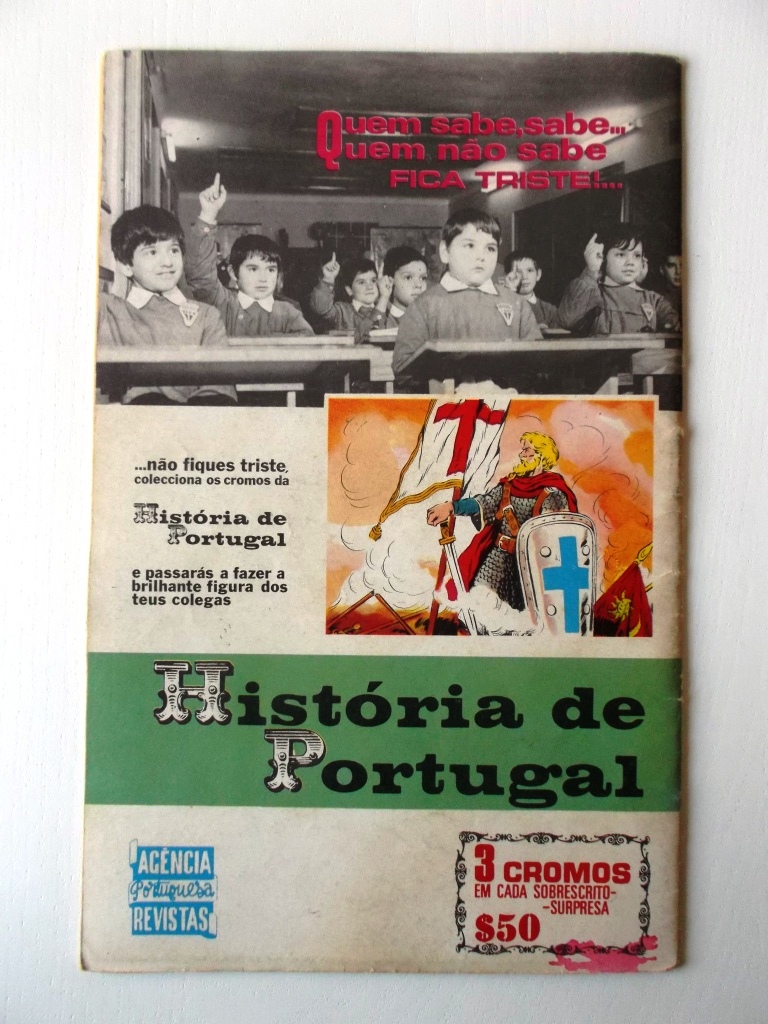 Quem sabe, sabe...
Quem não sabe
FICA TRISTE!...
...não fiques triste,
colecciona os cromos da
História de
Portugal
e passarás a fazer a
brilhante figura dos
teus colegas
História de
Portugal
AGÊNCIA
Portuguesa
REVISTAS
3 CROMOS
EM CADA SOBRESCRITO-
-SURPRESA
$50